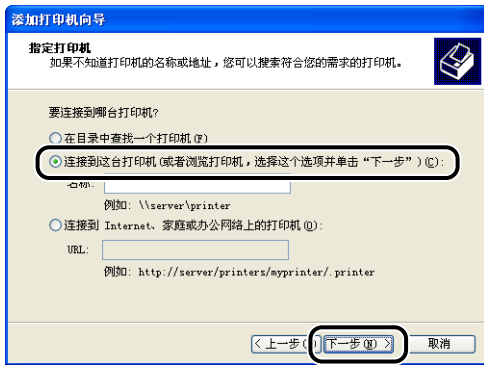 添加打印机向导
指定打印机
如果不知道打印机的名称或地址，您可以搜索符合您的需求的打印机。
要连接到哪台打印机?
在目录中查找一个打印机(F)
连接到这台打印机(或者浏览打印机，选择这个选项并单击“下一步”)(C):
名称:
例如: \\server\printer
连接到 Internet、家庭或办公网络上的打印机(O):
URL:
例如: http://server/printers/myprinter/.printer
< 上一步( 下一步(N) > 取消